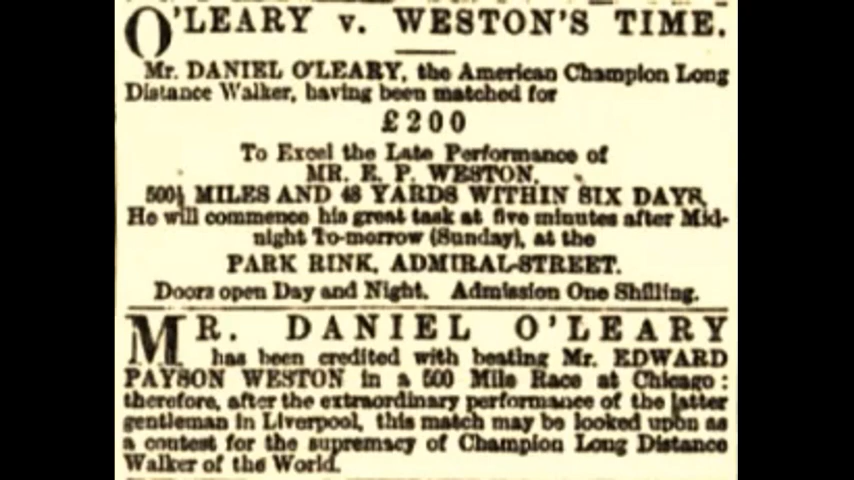 O'LEARY v. WESTON'S TIME.
Mr. DANIEL O'LEARY, the American Champion Long
Distance Walker, having been matched for
£200
To Excel the Late Performance of
MR. E. P. WESTON.
500½ MILES AND 48 YARDS WITHIN SIX DAYS
He will commence his great task at five minutes after Mid-
night To-morrow (Sunday), at the
PARK RINK, ADMIRAL-STREET.
Doors open Day and Night. Admission One Shilling.
MR. DANIEL O'LEARY
has been credited with beating Mr. EDWARD
PAYSON WESTON in a 500 Mile Race at Chicago:
therefore, after the extraordinary performance of the latter
gentleman in Liverpool, this match may be looked upon as
a contest for the supremacy of Champion Long Distance
Walker of the World.